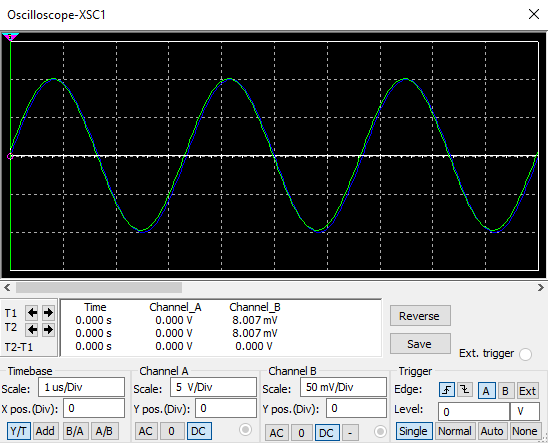 Oscilloscope-XSC1
T1
T2
T2-T1
Time Channel_A Channel_B
0.000 s 0.000 V 8.007 mV
0.000 s 0.000 V 8.007 mV
0.000 s 0.000 V 0.000 V
Reverse
Save
Ext. trigger
Timebase
Scale: 1 us/Div
X pos.(Div): 0
Y/T Add B/A A/B
Channel A
Scale: 5 V/Div
Y pos.(Div): 0
AC 0 DC
Channel B
Scale: 50 mV/Div
Y pos.(Div): 0
AC 0 DC -
Trigger
Edge: A B Ext
Level: 0 V
Single Normal Auto None